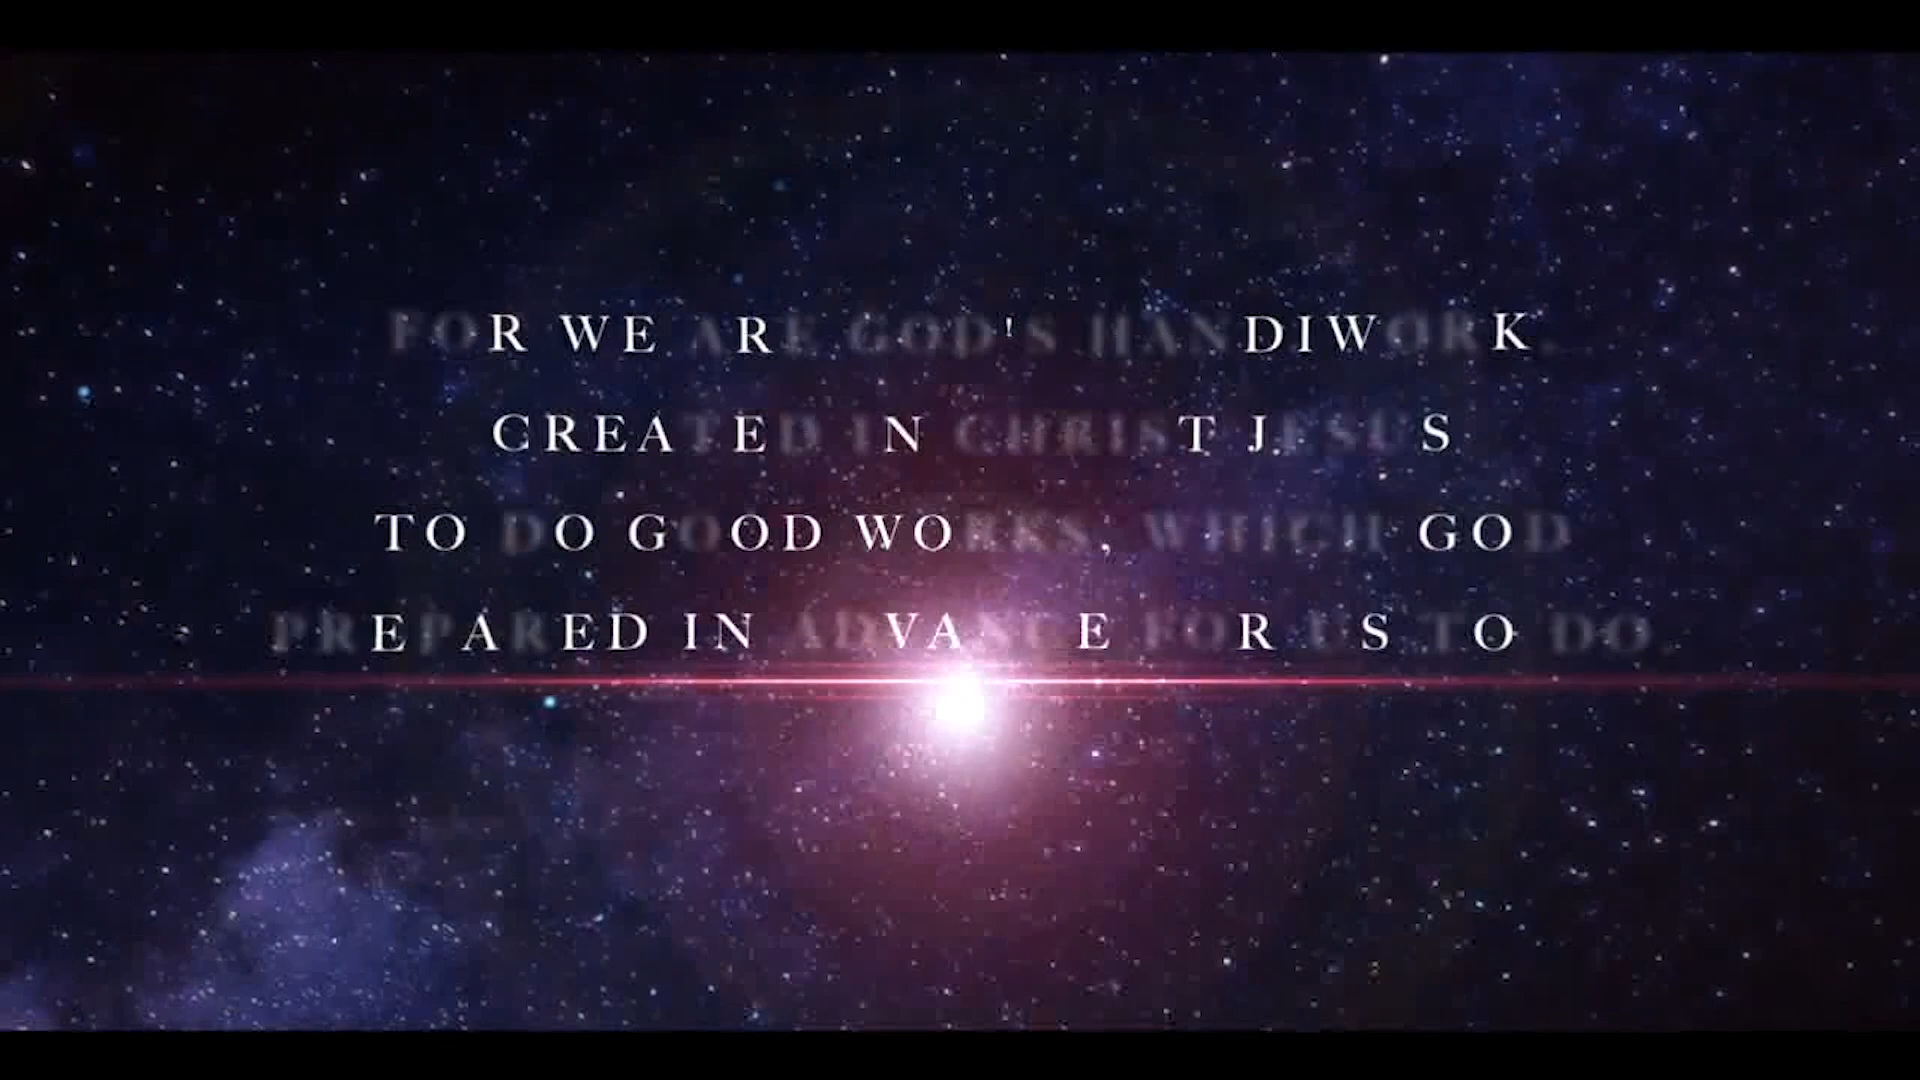 FOR WE ARE GOD'S HANDIWORK,
CREATED IN CHRIST JESUS
TO DO GOOD WORKS, WHICH GOD
PREPARED IN ADVANCE FOR US TO DO.